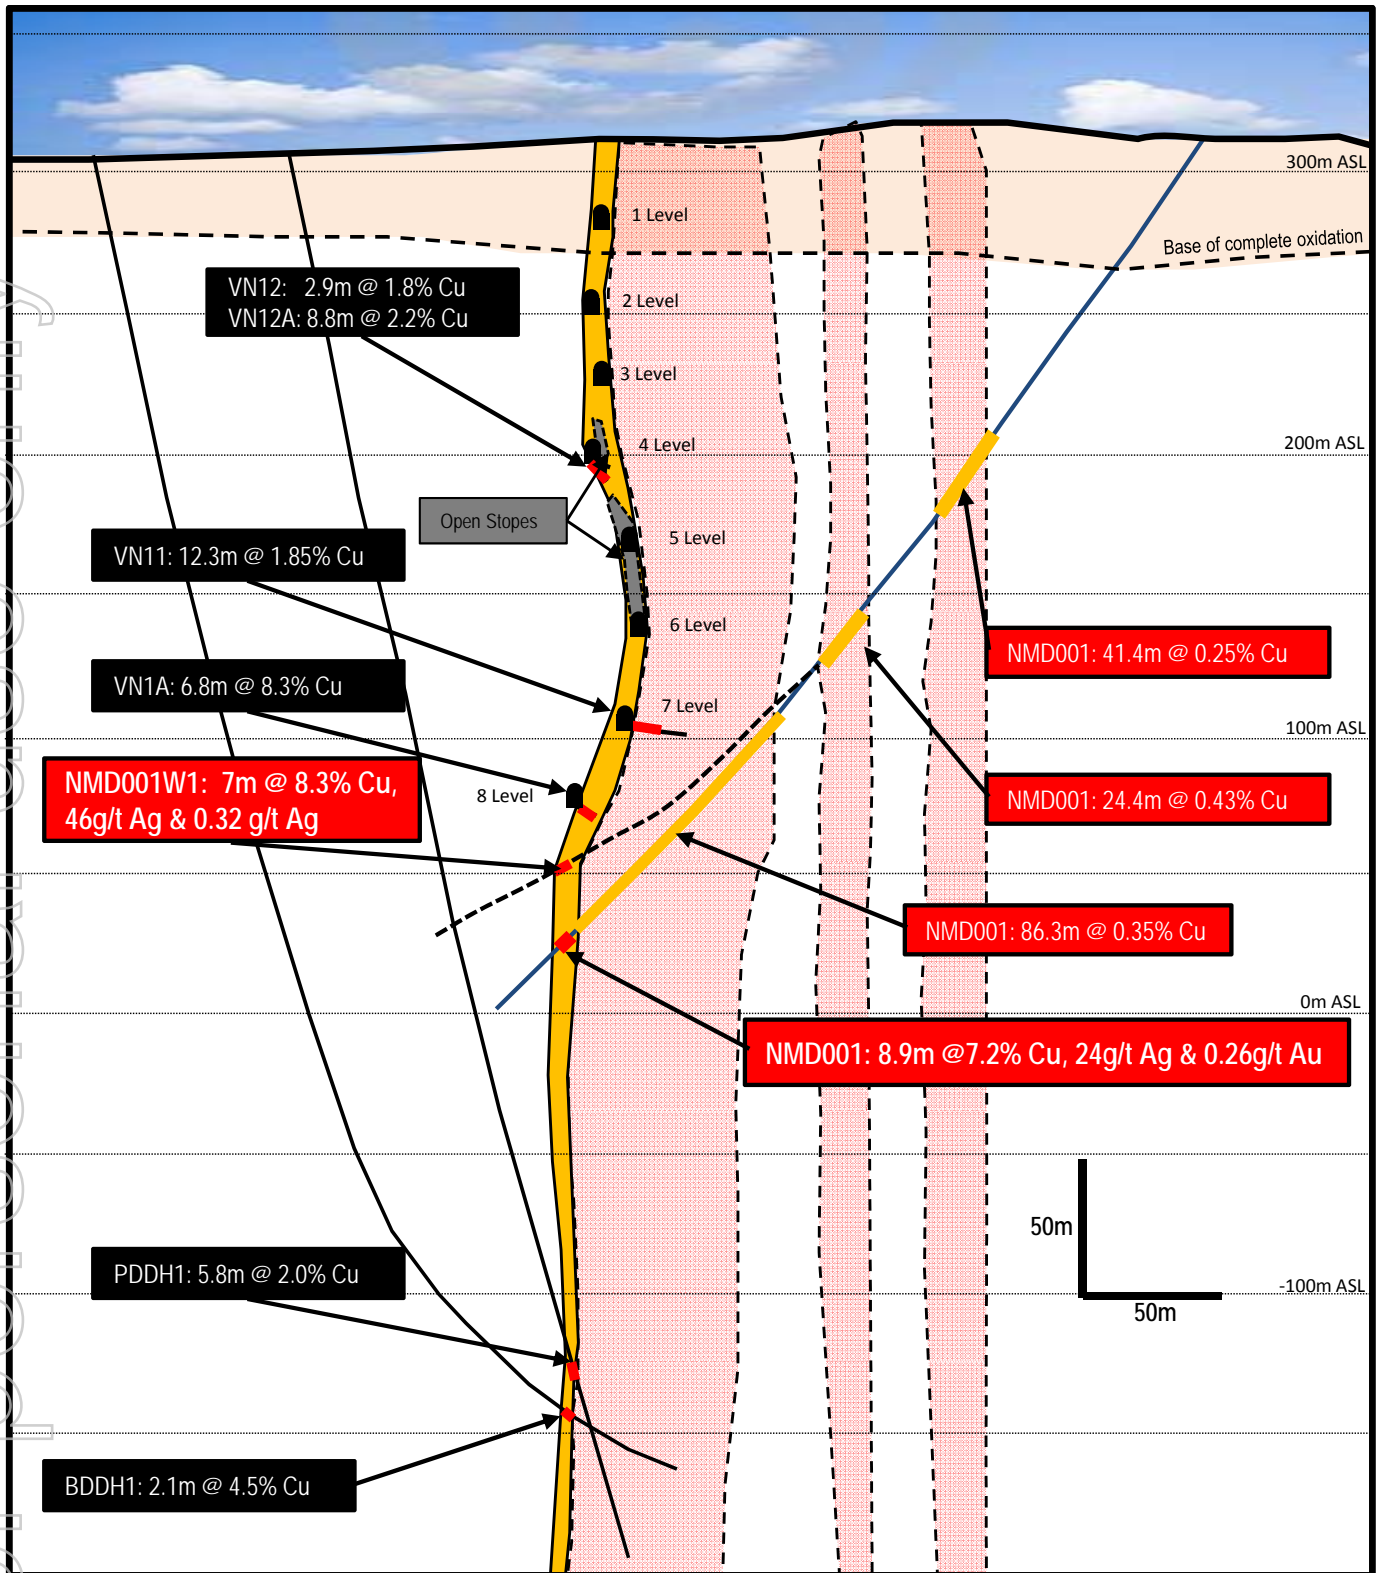 300m ASL
1 Level
Base of complete oxidation
VN12: 2.9m @ 1.8% Cu
VN12A: 8.8m @ 2.2% Cu
2 Level
3 Level
4 Level
200m ASL
Open Stopes
5 Level
VN11: 12.3m @ 1.85% Cu
6 Level
NMD001: 41.4m @ 0.25% Cu
VN1A: 6.8m @ 8.3% Cu
7 Level
100m ASL
NMD001W1: 7m @ 8.3% Cu,
46g/t Ag & 0.32 g/t Ag
8 Level
NMD001: 24.4m @ 0.43% Cu
NMD001: 86.3m @ 0.35% Cu
0m ASL
NMD001: 8.9m @7.2% Cu, 24g/t Ag & 0.26g/t Au
50m
50m
PDDH1: 5.8m @ 2.0% Cu
-100m ASL
BDDH1: 2.1m @ 4.5% Cu